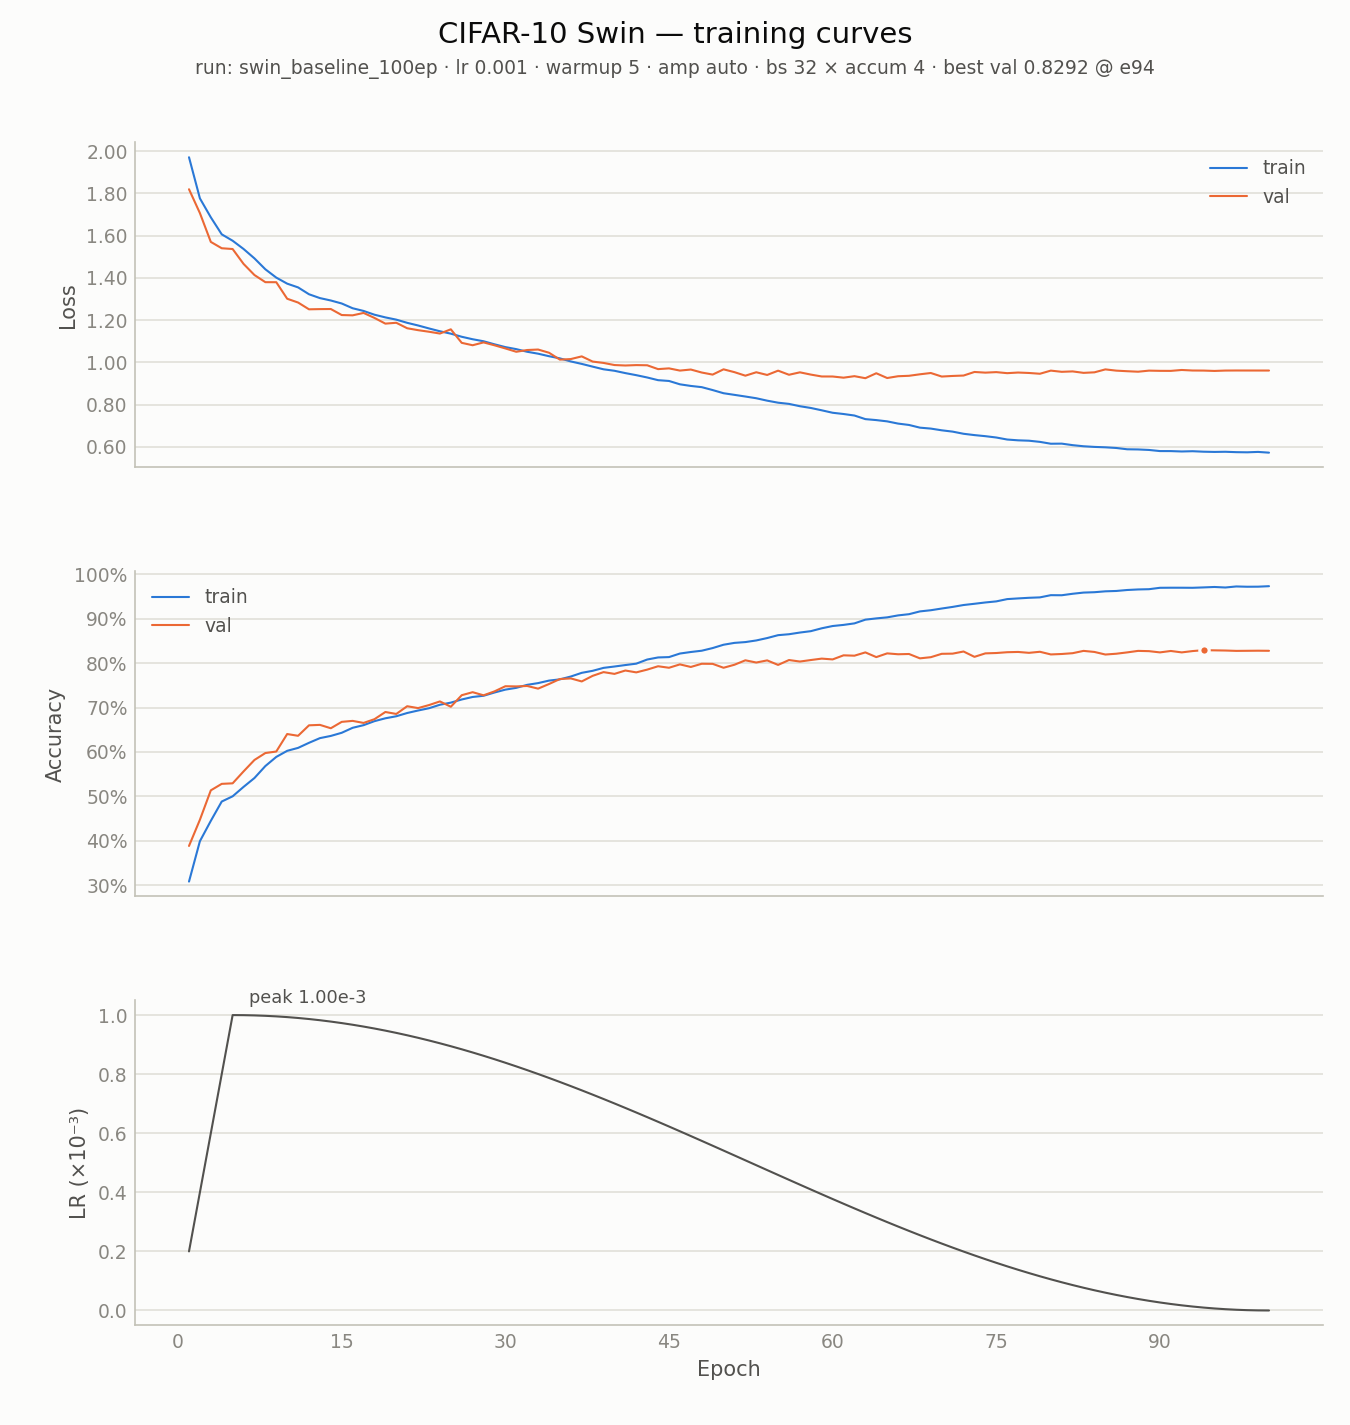 CIFAR-10 Swin — training curves
run: swin_baseline_100ep · lr 0.001 · warmup 5 · amp auto · bs 32 × accum 4 · best val 0.8292 @ e94
Loss
2.00
1.80
1.60
1.40
1.20
1.00
0.80
0.60
train
val
Accuracy
100%
90%
80%
70%
60%
50%
40%
30%
train
val
LR (×10⁻³)
peak 1.00e-3
1.0
0.8
0.6
0.4
0.2
0.0
0 15 30 45 60 75 90
Epoch